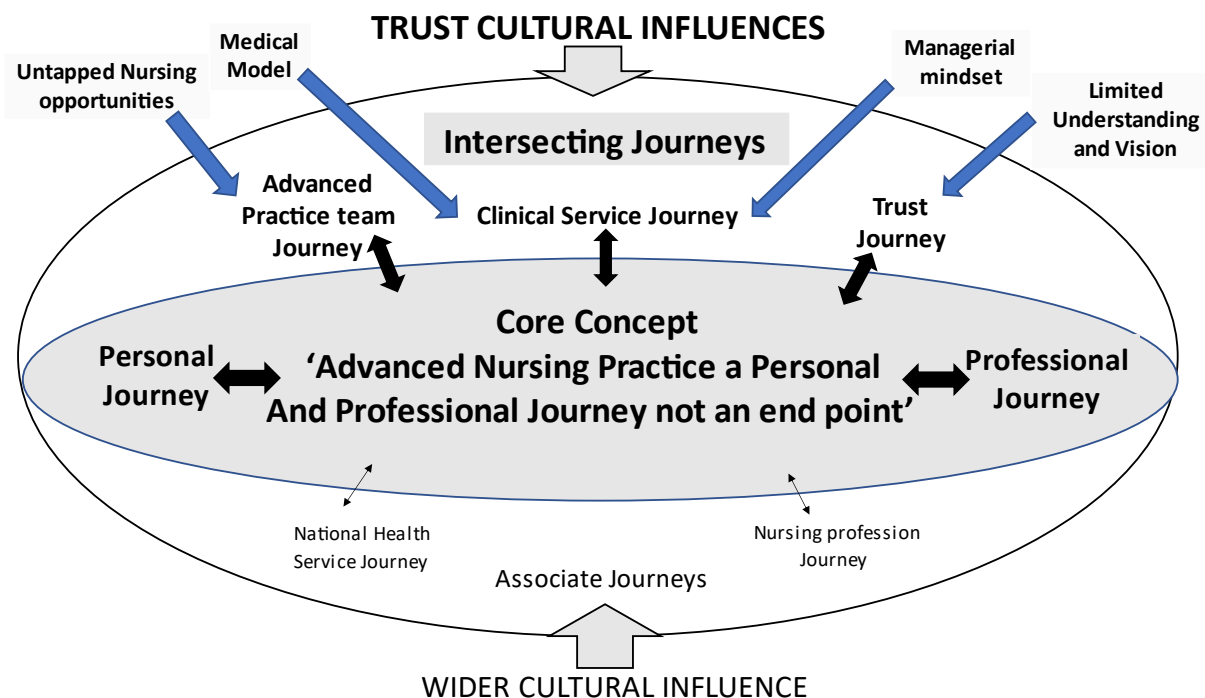 TRUST CULTURAL INFLUENCES
Untapped Nursing
opportunities
Medical
Model
Managerial
mindset
Limited
Understanding
and Vision
Intersecting Journeys
Advanced
Practice team
Journey
Clinical Service Journey
Trust
Journey
Core Concept
Personal
Journey
‘Advanced Nursing Practice a Personal
And Professional Journey not an end point’
Professional
Journey
National Health
Service Journey
Nursing profession
Journey
Associate Journeys
WIDER CULTURAL INFLUENCE